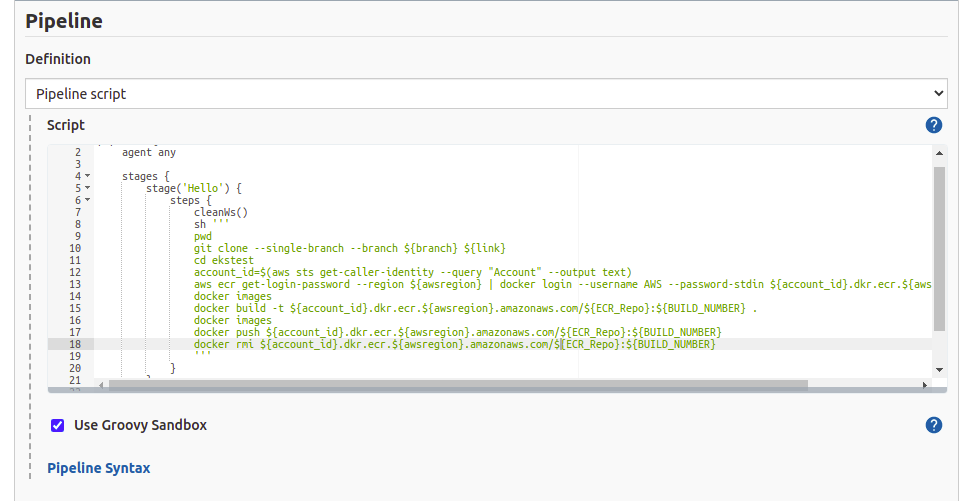 Pipeline
Definition
Pipeline script
Script
?
2 agent any
3
4 stages {
5 stage('Hello') {
6 steps {
7 cleanWs()
8 sh '''
9 pwd
10 git clone --single-branch --branch ${branch} ${link}
11 cd ekstest
12 account_id=$(aws sts get-caller-identity --query "Account" --output text)
13 aws ecr get-login-password --region ${awsregion} | docker login --username AWS --password-stdin ${account_id}.dkr.ecr.${aws
14 docker images
15 docker build -t ${account_id}.dkr.ecr.${awsregion}.amazonaws.com/${ECR_Repo}:${BUILD_NUMBER} .
16 docker images
17 docker push ${account_id}.dkr.ecr.${awsregion}.amazonaws.com/${ECR_Repo}:${BUILD_NUMBER}
18 docker rmi ${account_id}.dkr.ecr.${awsregion}.amazonaws.com/${ECR_Repo}:${BUILD_NUMBER}
19 '''
20 }
21
Use Groovy Sandbox
?
Pipeline Syntax